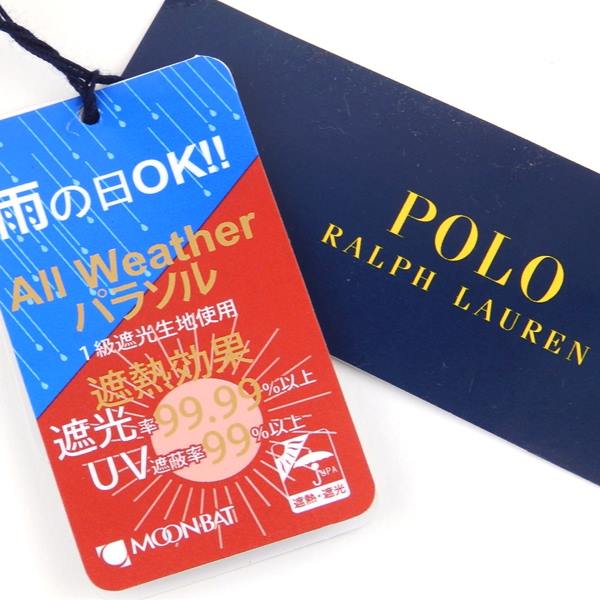 雨の日OK!!
All Weather
パラソル
1級遮光生地使用
遮熱効果
遮光率99.99%以上
UV遮蔽率99%以上
JUPA
遮熱・遮光
MOONBAT
POLO
RALPH LAUREN